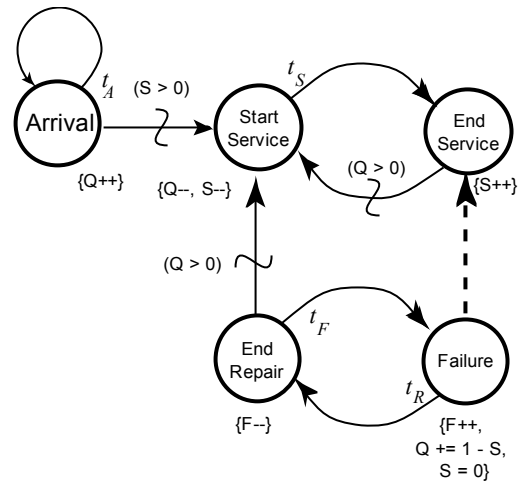 t_A
(S > 0)
t_S
Arrival
Start
Service
End
Service
(Q > 0)
{Q++}
{Q--, S--}
{S++}
(Q > 0)
t_F
End
Repair
Failure
t_R
{F--}
{F++,
Q += 1 - S,
S = 0}